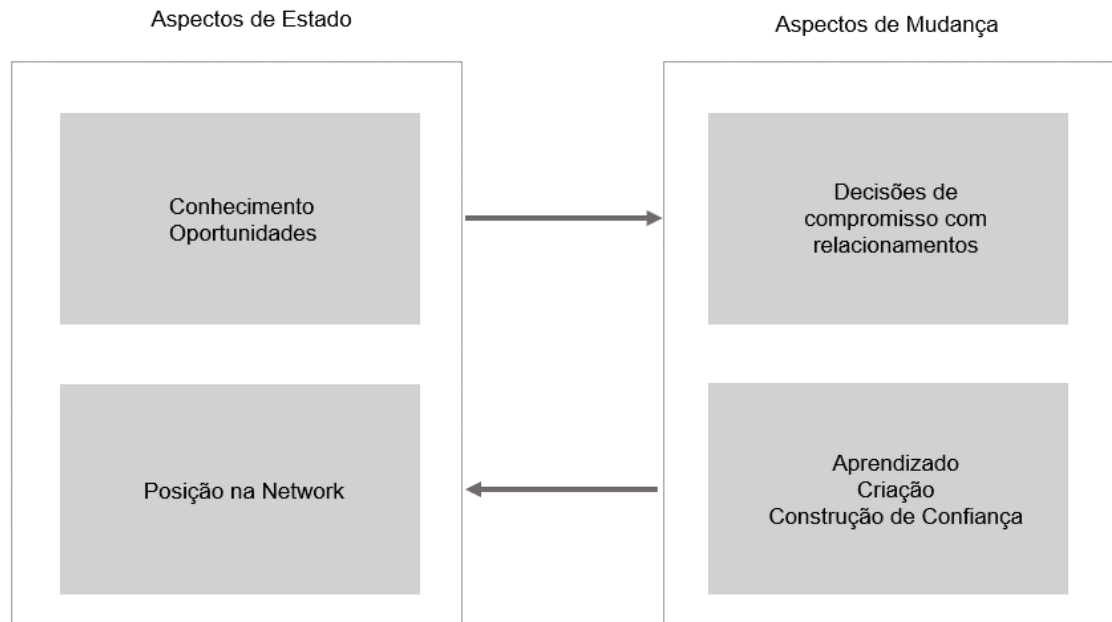 Aspectos de Estado
Aspectos de Mudança
Conhecimento
Oportunidades
Decisões de
compromisso com
relacionamentos
Posição na Network
Aprendizado
Criação
Construção de Confiança